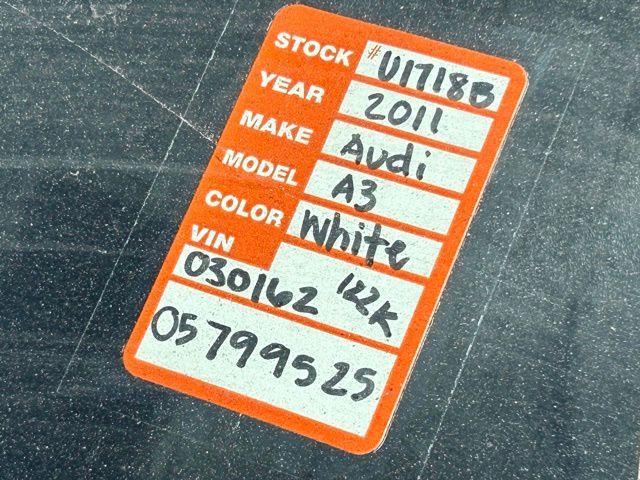 STOCK # U1718B
YEAR 2011
MAKE Audi
MODEL A3
COLOR White
VIN
030162 122K
05799525